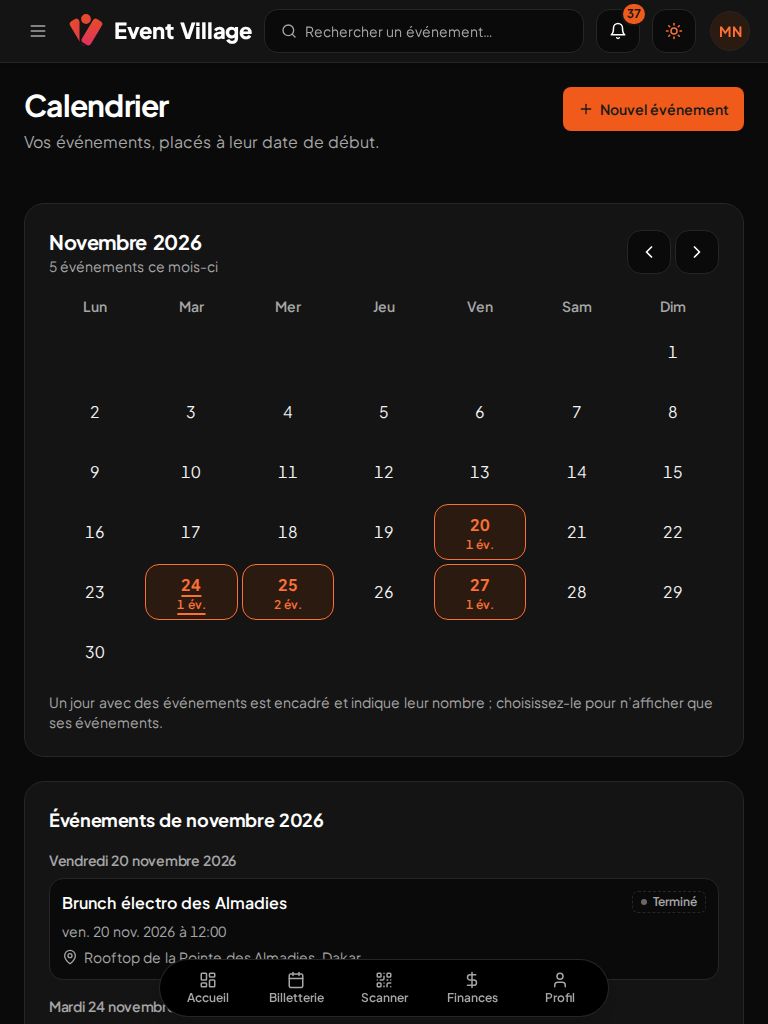 Event Village
Rechercher un événement...
37
MN
Calendrier
Vos événements, placés à leur date de début.
+ Nouvel événement
Novembre 2026
5 événements ce mois-ci
Lun Mar Mer Jeu Ven Sam Dim
1
2 3 4 5 6 7 8
9 10 11 12 13 14 15
16 17 18 19 20 21 22
1 év.
23 24 25 26 27 28 29
1 év. 2 év. 1 év.
30
Un jour avec des événements est encadré et indique leur nombre ; choisissez-le pour n'afficher que
ses événements.
Événements de novembre 2026
Vendredi 20 novembre 2026
Brunch électro des Almadies
Terminé
ven. 20 nov. 2026 à 12:00
Rooftop de la Pointe des Almadies, Dakar
Mardi 24 novembre
Accueil Billetterie Scanner Finances Profil